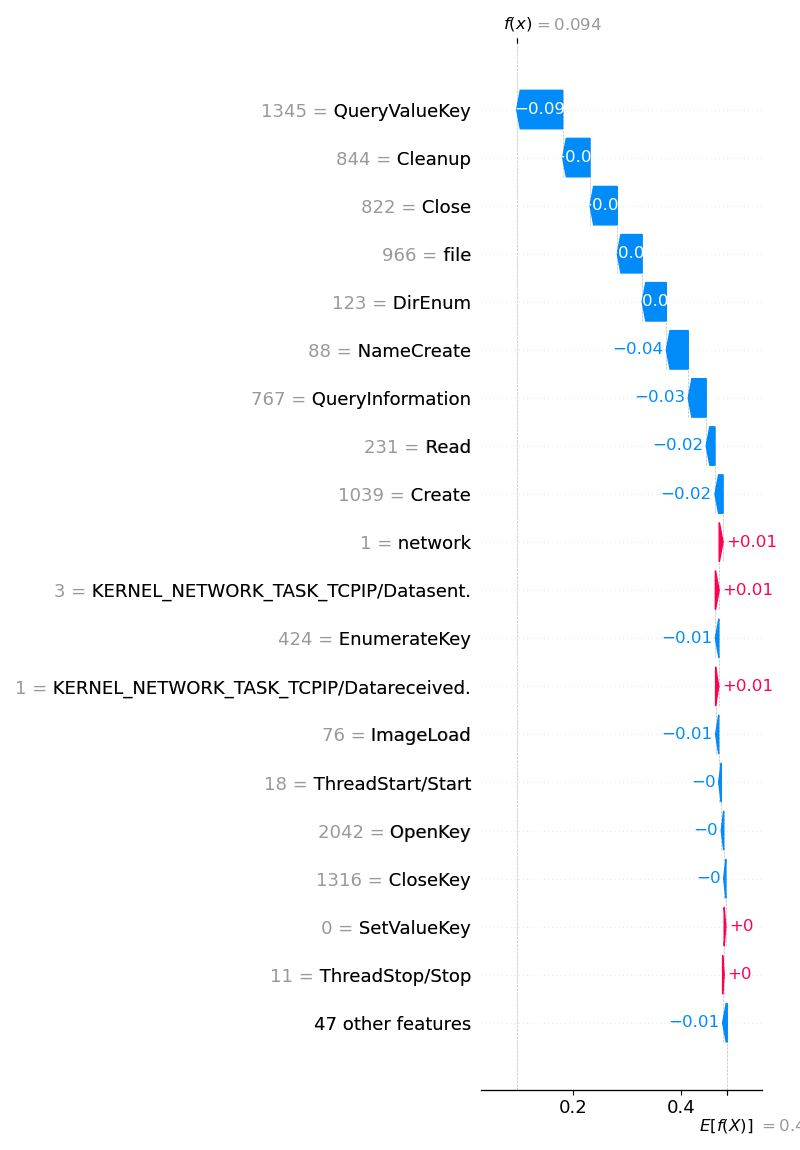 f(x) = 0.094
1345 = QueryValueKey −0.09
844 = Cleanup −0.0
822 = Close −0.0
966 = file 0.0
123 = DirEnum 0.0
88 = NameCreate −0.04
767 = QueryInformation −0.03
231 = Read −0.02
1039 = Create −0.02
1 = network +0.01
3 = KERNEL_NETWORK_TASK_TCPIP/Datasent. +0.01
424 = EnumerateKey −0.01
1 = KERNEL_NETWORK_TASK_TCPIP/Datareceived. +0.01
76 = ImageLoad −0.01
18 = ThreadStart/Start −0
2042 = OpenKey −0
1316 = CloseKey −0
0 = SetValueKey +0
11 = ThreadStop/Stop +0
47 other features −0.01
0.2 0.4
E[f(X)] = 0.4